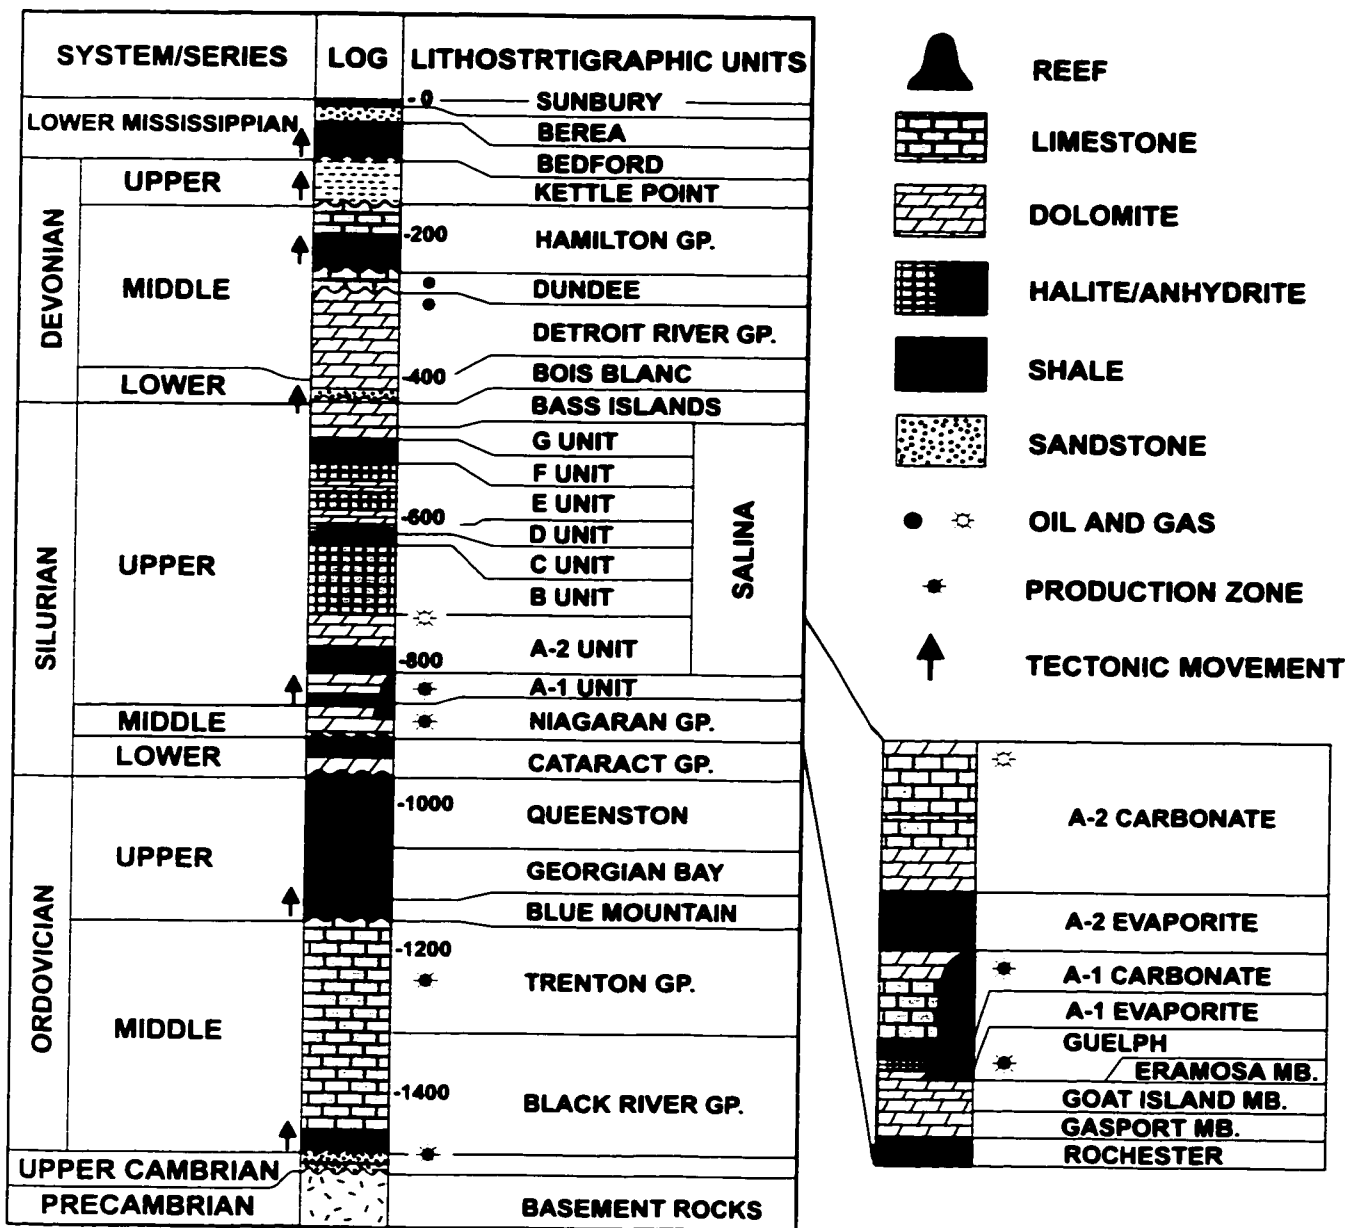 SYSTEM/SERIES
LOG
LITHOSTRTIGRAPHIC UNITS
LOWER MISSISSIPPIAN
DEVONIAN
UPPER
MIDDLE
LOWER
SILURIAN
UPPER
MIDDLE
LOWER
ORDOVICIAN
UPPER
MIDDLE
UPPER CAMBRIAN
PRECAMBRIAN
- 0
-200
-400
-600
-800
-1000
-1200
-1400
SUNBURY
BEREA
BEDFORD
KETTLE POINT
HAMILTON GP.
DUNDEE
DETROIT RIVER GP.
BOIS BLANC
BASS ISLANDS
G UNIT
F UNIT
E UNIT
D UNIT
C UNIT
B UNIT
A-2 UNIT
SALINA
A-1 UNIT
NIAGARAN GP.
CATARACT GP.
QUEENSTON
GEORGIAN BAY
BLUE MOUNTAIN
TRENTON GP.
BLACK RIVER GP.
BASEMENT ROCKS
REEF
LIMESTONE
DOLOMITE
HALITE/ANHYDRITE
SHALE
SANDSTONE
OIL AND GAS
PRODUCTION ZONE
TECTONIC MOVEMENT
A-2 CARBONATE
A-2 EVAPORITE
A-1 CARBONATE
A-1 EVAPORITE
GUELPH
ERAMOSA MB.
GOAT ISLAND MB.
GASPORT MB.
ROCHESTER